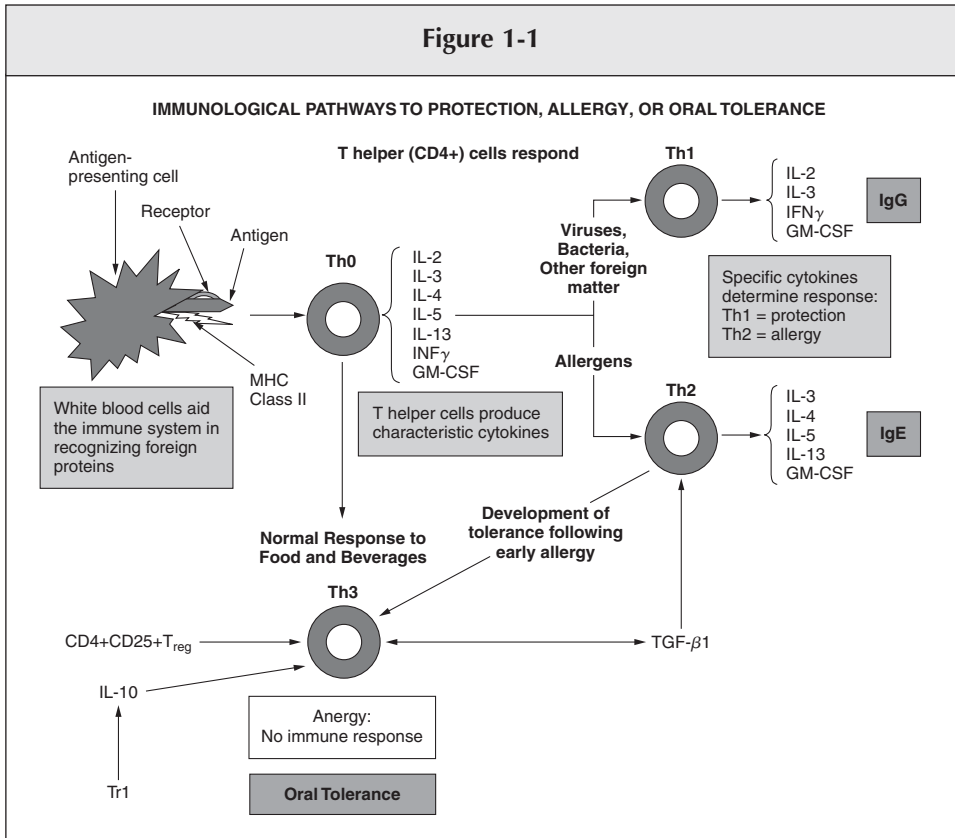 Figure 1-1
IMMUNOLOGICAL PATHWAYS TO PROTECTION, ALLERGY, OR ORAL TOLERANCE
Antigen-
presenting cell
Receptor
Antigen
MHC
Class II
White blood cells aid
the immune system in
recognizing foreign
proteins
T helper (CD4+) cells respond
Th0
IL-2
IL-3
IL-4
IL-5
IL-13
INFγ
GM-CSF
T helper cells produce
characteristic cytokines
Viruses,
Bacteria,
Other foreign
matter
Allergens
Th1
IL-2
IL-3
IFNγ
GM-CSF
IgG
Specific cytokines
determine response:
Th1 = protection
Th2 = allergy
Th2
IL-3
IL-4
IL-5
IL-13
GM-CSF
IgE
Development of
tolerance following
early allergy
Normal Response to
Food and Beverages
Th3
CD4+CD25+Treg
TGF-β1
IL-10
Tr1
Anergy:
No immune response
Oral Tolerance